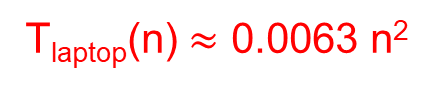 T_laptop(n) ≈ 0.0063 n²